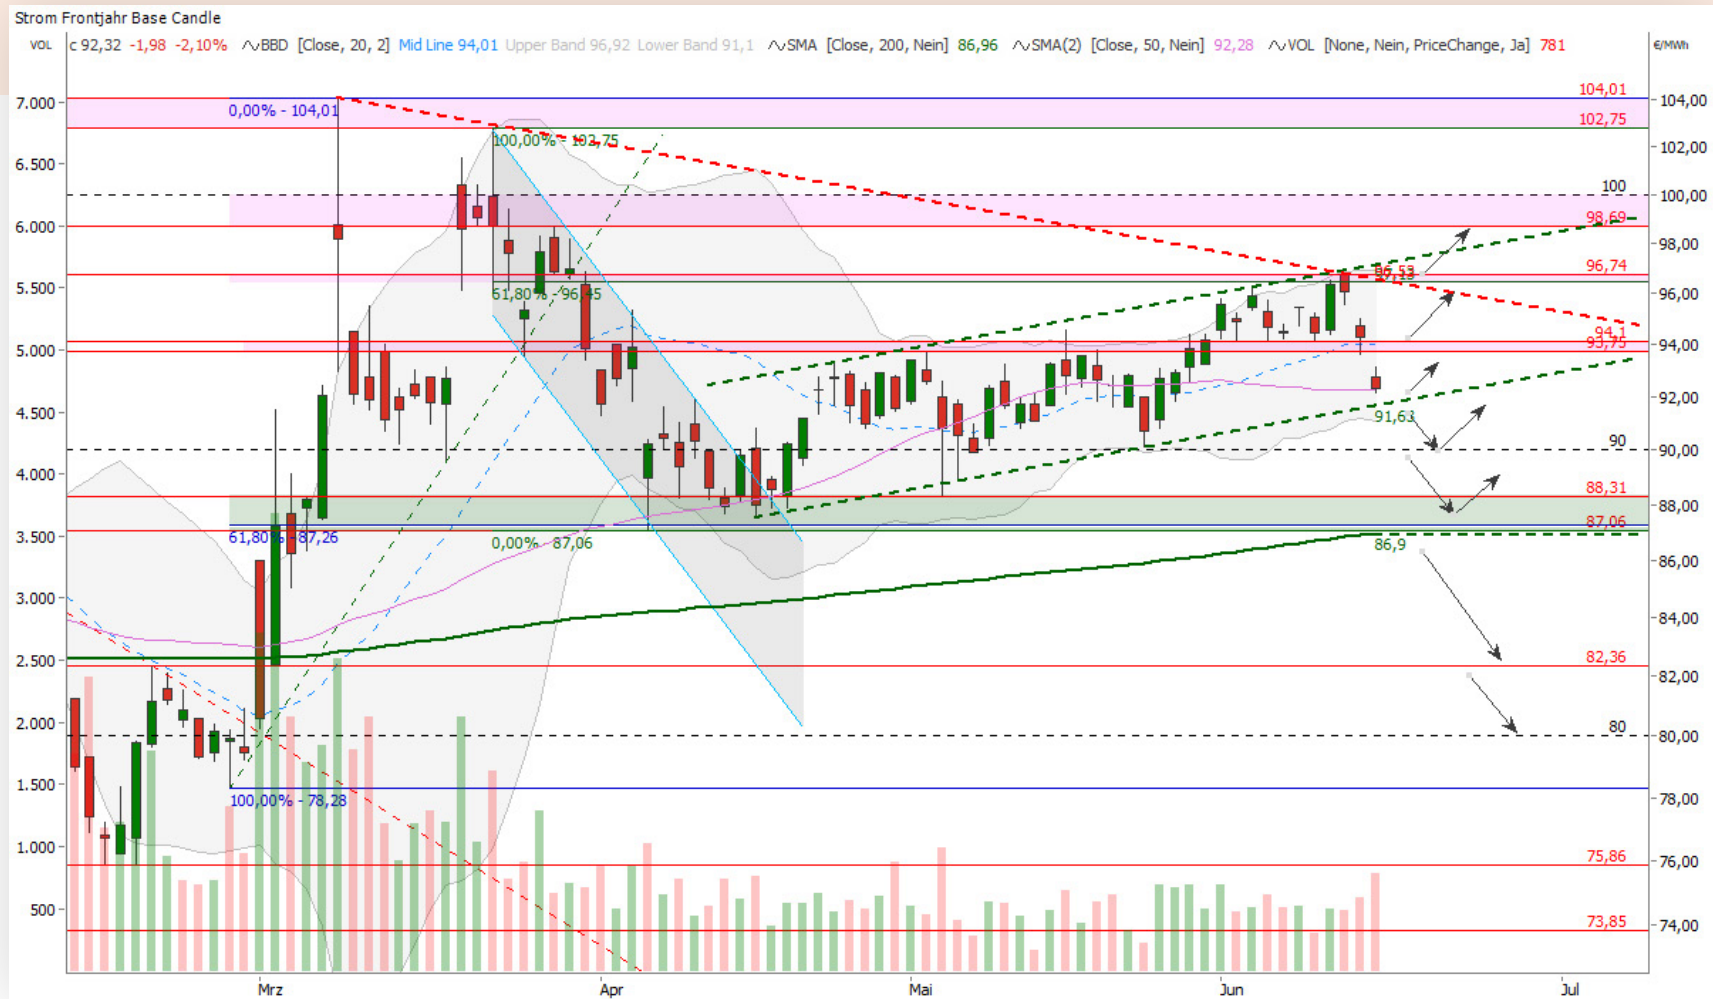 Strom Frontjahr Base Candle
VOL c 92,32 -1,98 -2,10% BBD [Close, 20, 2] Mid Line 94,01 Upper Band 96,92 Lower Band 91,1 SMA [Close, 200, Nein] 86,96 SMA(2) [Close, 50, Nein] 92,28 VOL [None, Nein, PriceChange, Ja] 781 €/MWh
104,01
7.000 0,00% - 104,01 104,00
102,75
100,00% - 102,75 102,00
6.500
100 100,00
6.000 98,69
98,00
96,74
5.500 61,80% - 96,45 96,00
94,1
5.000 93,75 94,00
4.500 92,00
91,63
90 90,00
4.000
88,31
88,00
87,06
3.500 61,80% - 87,26 0,00% - 87,06 86,9
86,00
3.000
84,00
2.500 82,36
82,00
2.000 80 80,00
1.500 100,00% - 78,28 78,00
1.000 75,86
76,00
500 73,85
74,00
Mrz Apr Mai Jun Jul